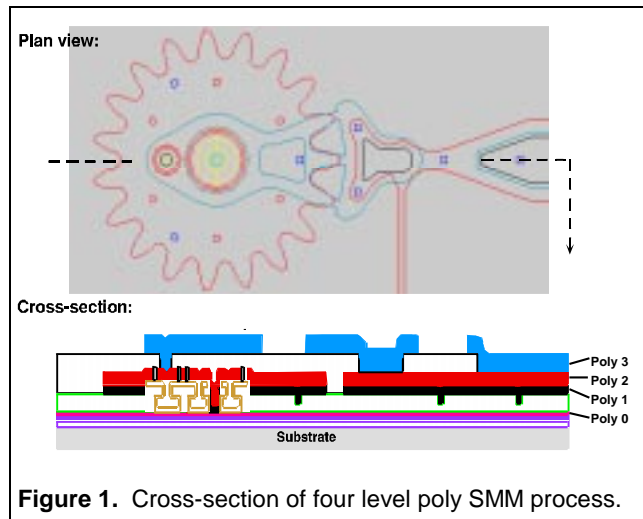 Plan view:
Cross-section:
Poly 3
Poly 2
Poly 1
Poly 0
Substrate
Figure 1. Cross-section of four level poly SMM process.